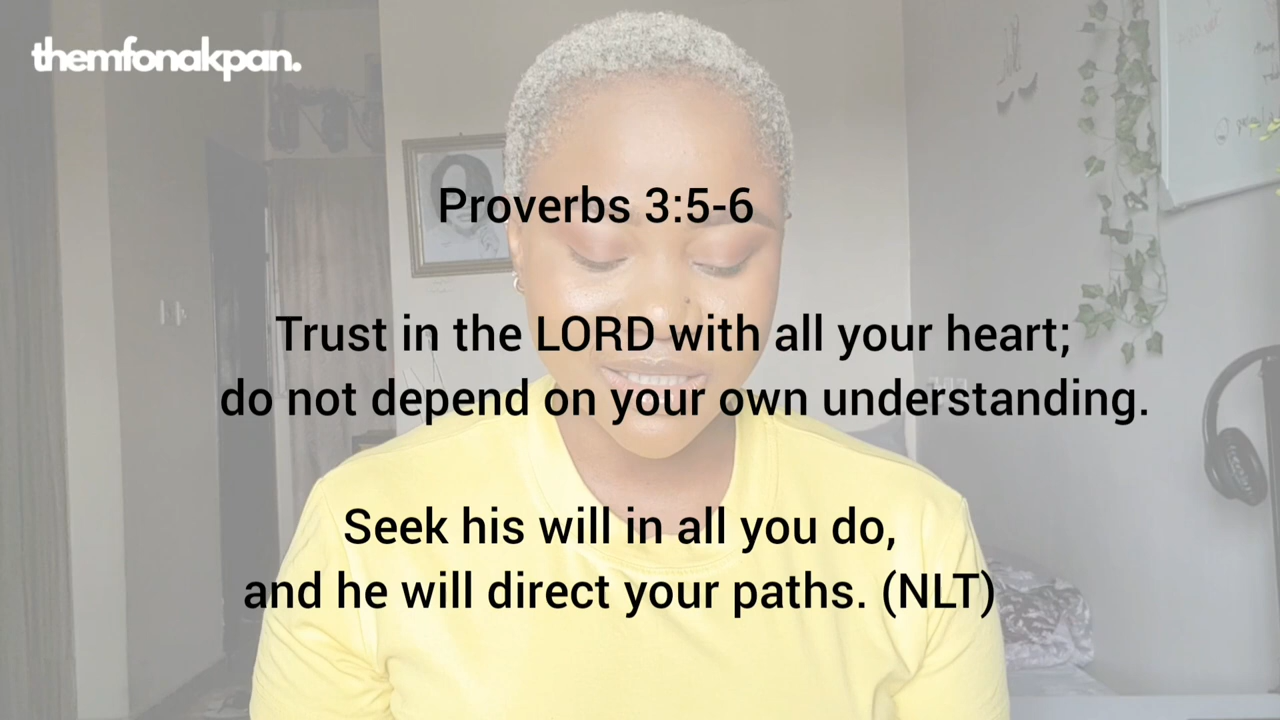 themfonakpan.
Proverbs 3:5-6
Trust in the LORD with all your heart;
do not depend on your own understanding.
Seek his will in all you do,
and he will direct your paths. (NLT)